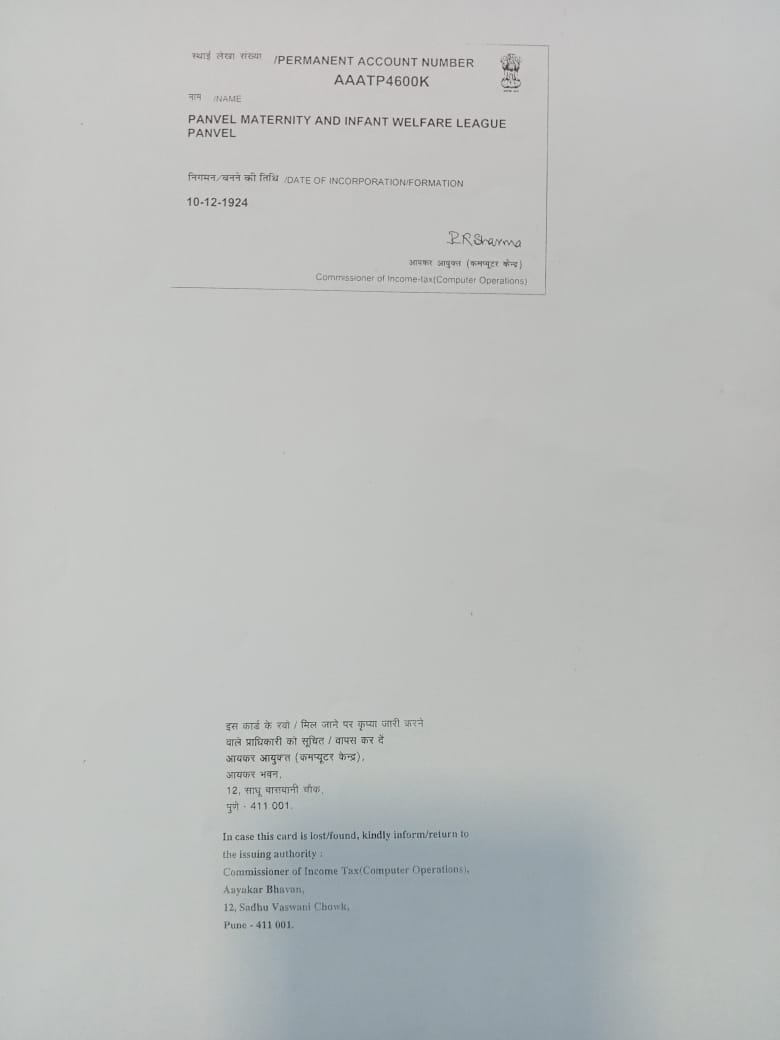 स्थाई लेखा संख्या /PERMANENT ACCOUNT NUMBER
AAATP4600K
नाम /NAME
PANVEL MATERNITY AND INFANT WELFARE LEAGUE
PANVEL
निगमन/बनने की तिथि /DATE OF INCORPORATION/FORMATION
10-12-1924
P.R.Sharma
आयकर आयुक्त (कमप्यूटर केन्द्र)
Commissioner of Income-tax(Computer Operations)
इस कार्ड के खो / मिल जाने पर कृप्या जारी करने
वाले प्राधिकारी को सूचित / वापस कर दें
आयकर आयुक्त (कमप्यूटर केन्द्र),
आयकर भवन,
12, साधू वासवानी चौक,
पुणे - 411 001.
In case this card is lost/found, kindly inform/return to
the issuing authority :
Commissioner of Income Tax(Computer Operations),
Aayakar Bhavan,
12, Sadhu Vaswani Chowk,
Pune - 411 001.